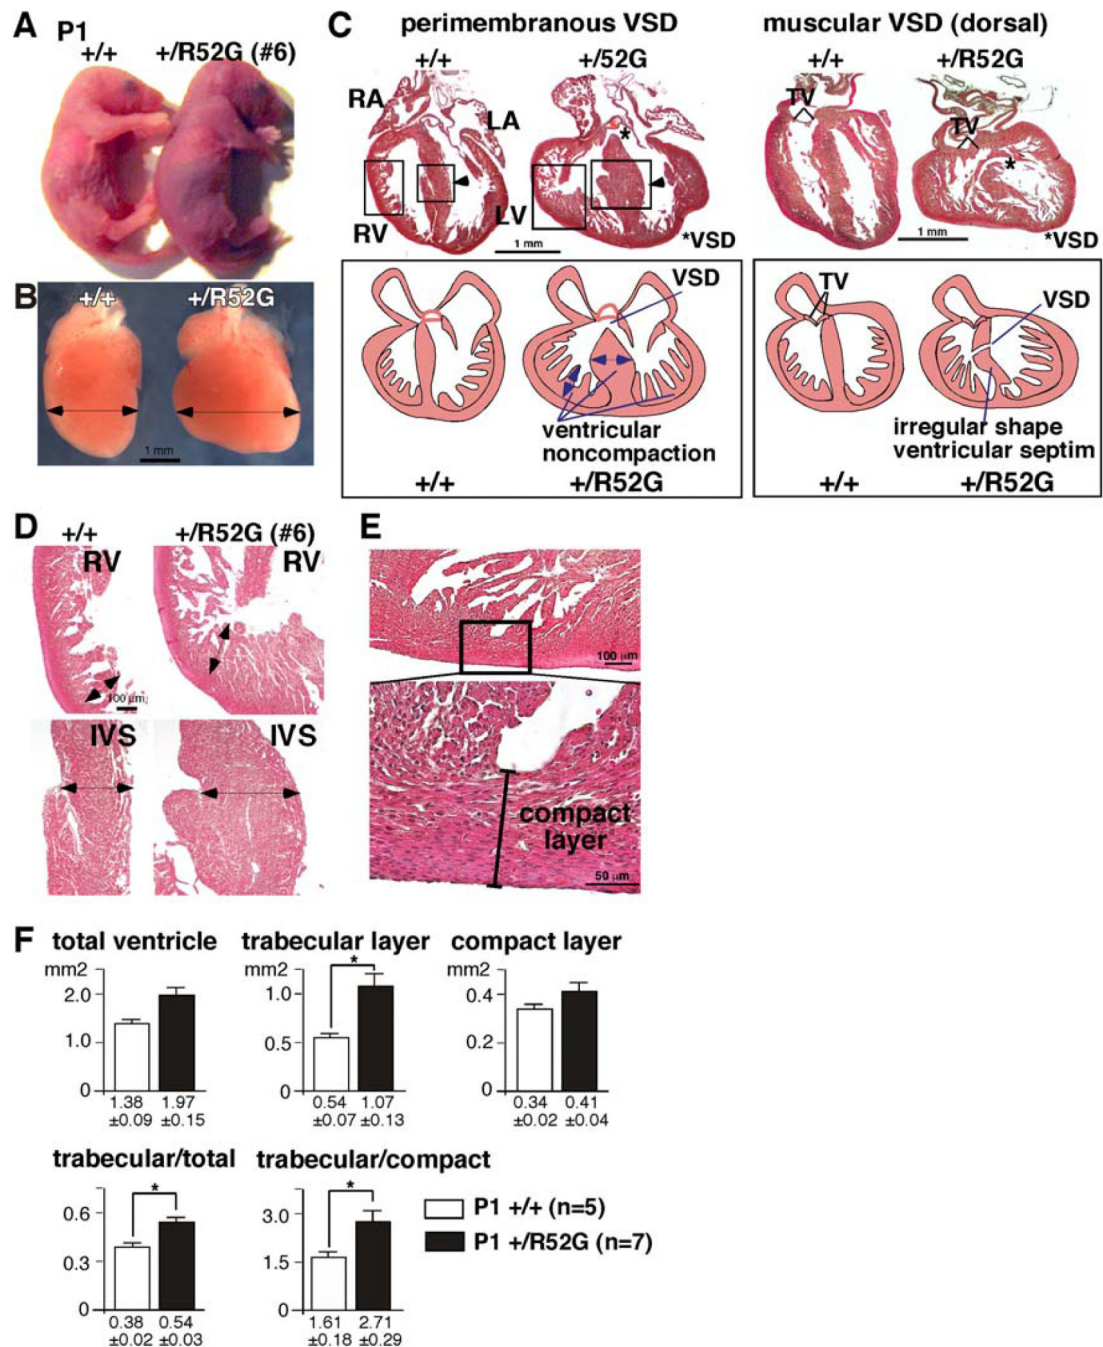 A
P1
+/+ +/R52G (#6)
B
+/+ +/R52G
1 mm
C
perimembranous VSD
+/+ +/52G
RA
LA
*
RV
LV
1 mm
*VSD
muscular VSD (dorsal)
+/+ +/R52G
TV
TV
*
1 mm
*VSD
VSD
ventricular
noncompaction
+/+ +/R52G
TV
VSD
irregular shape
ventricular septim
+/+ +/R52G
D
+/+ +/R52G (#6)
RV RV
100 µm
IVS IVS
E
100 µm
compact
layer
50 µm
F
total ventricle
mm2
2.0
1.0
0
1.38 1.97
±0.09 ±0.15
trabecular layer
mm2
*
1.0
0.5
0
0.54 1.07
±0.07 ±0.13
compact layer
mm2
0.4
0.2
0
0.34 0.41
±0.02 ±0.04
trabecular/total
*
0.6
0.3
0
0.38 0.54
±0.02 ±0.03
trabecular/compact
*
3.0
1.5
0
1.61 2.71
±0.18 ±0.29
P1 +/+ (n=5)
P1 +/R52G (n=7)